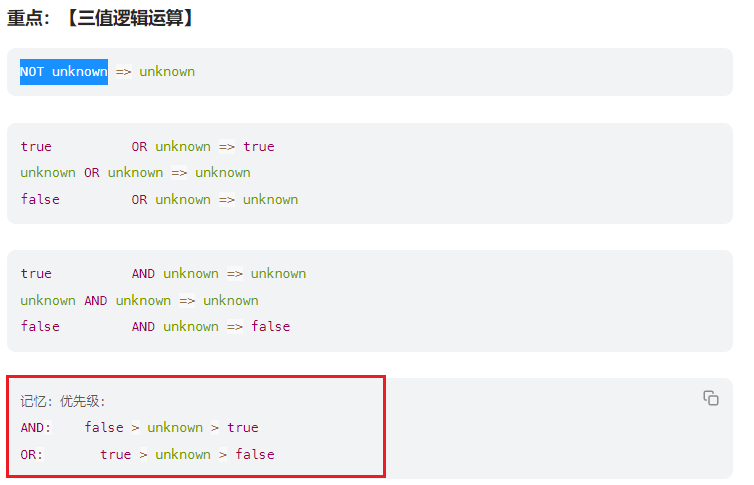 重点：【三值逻辑运算】
NOT unknown => unknown
true OR unknown => true
unknown OR unknown => unknown
false OR unknown => unknown
true AND unknown => unknown
unknown AND unknown => unknown
false AND unknown => false
记忆：优先级：
AND: false > unknown > true
OR: true > unknown > false